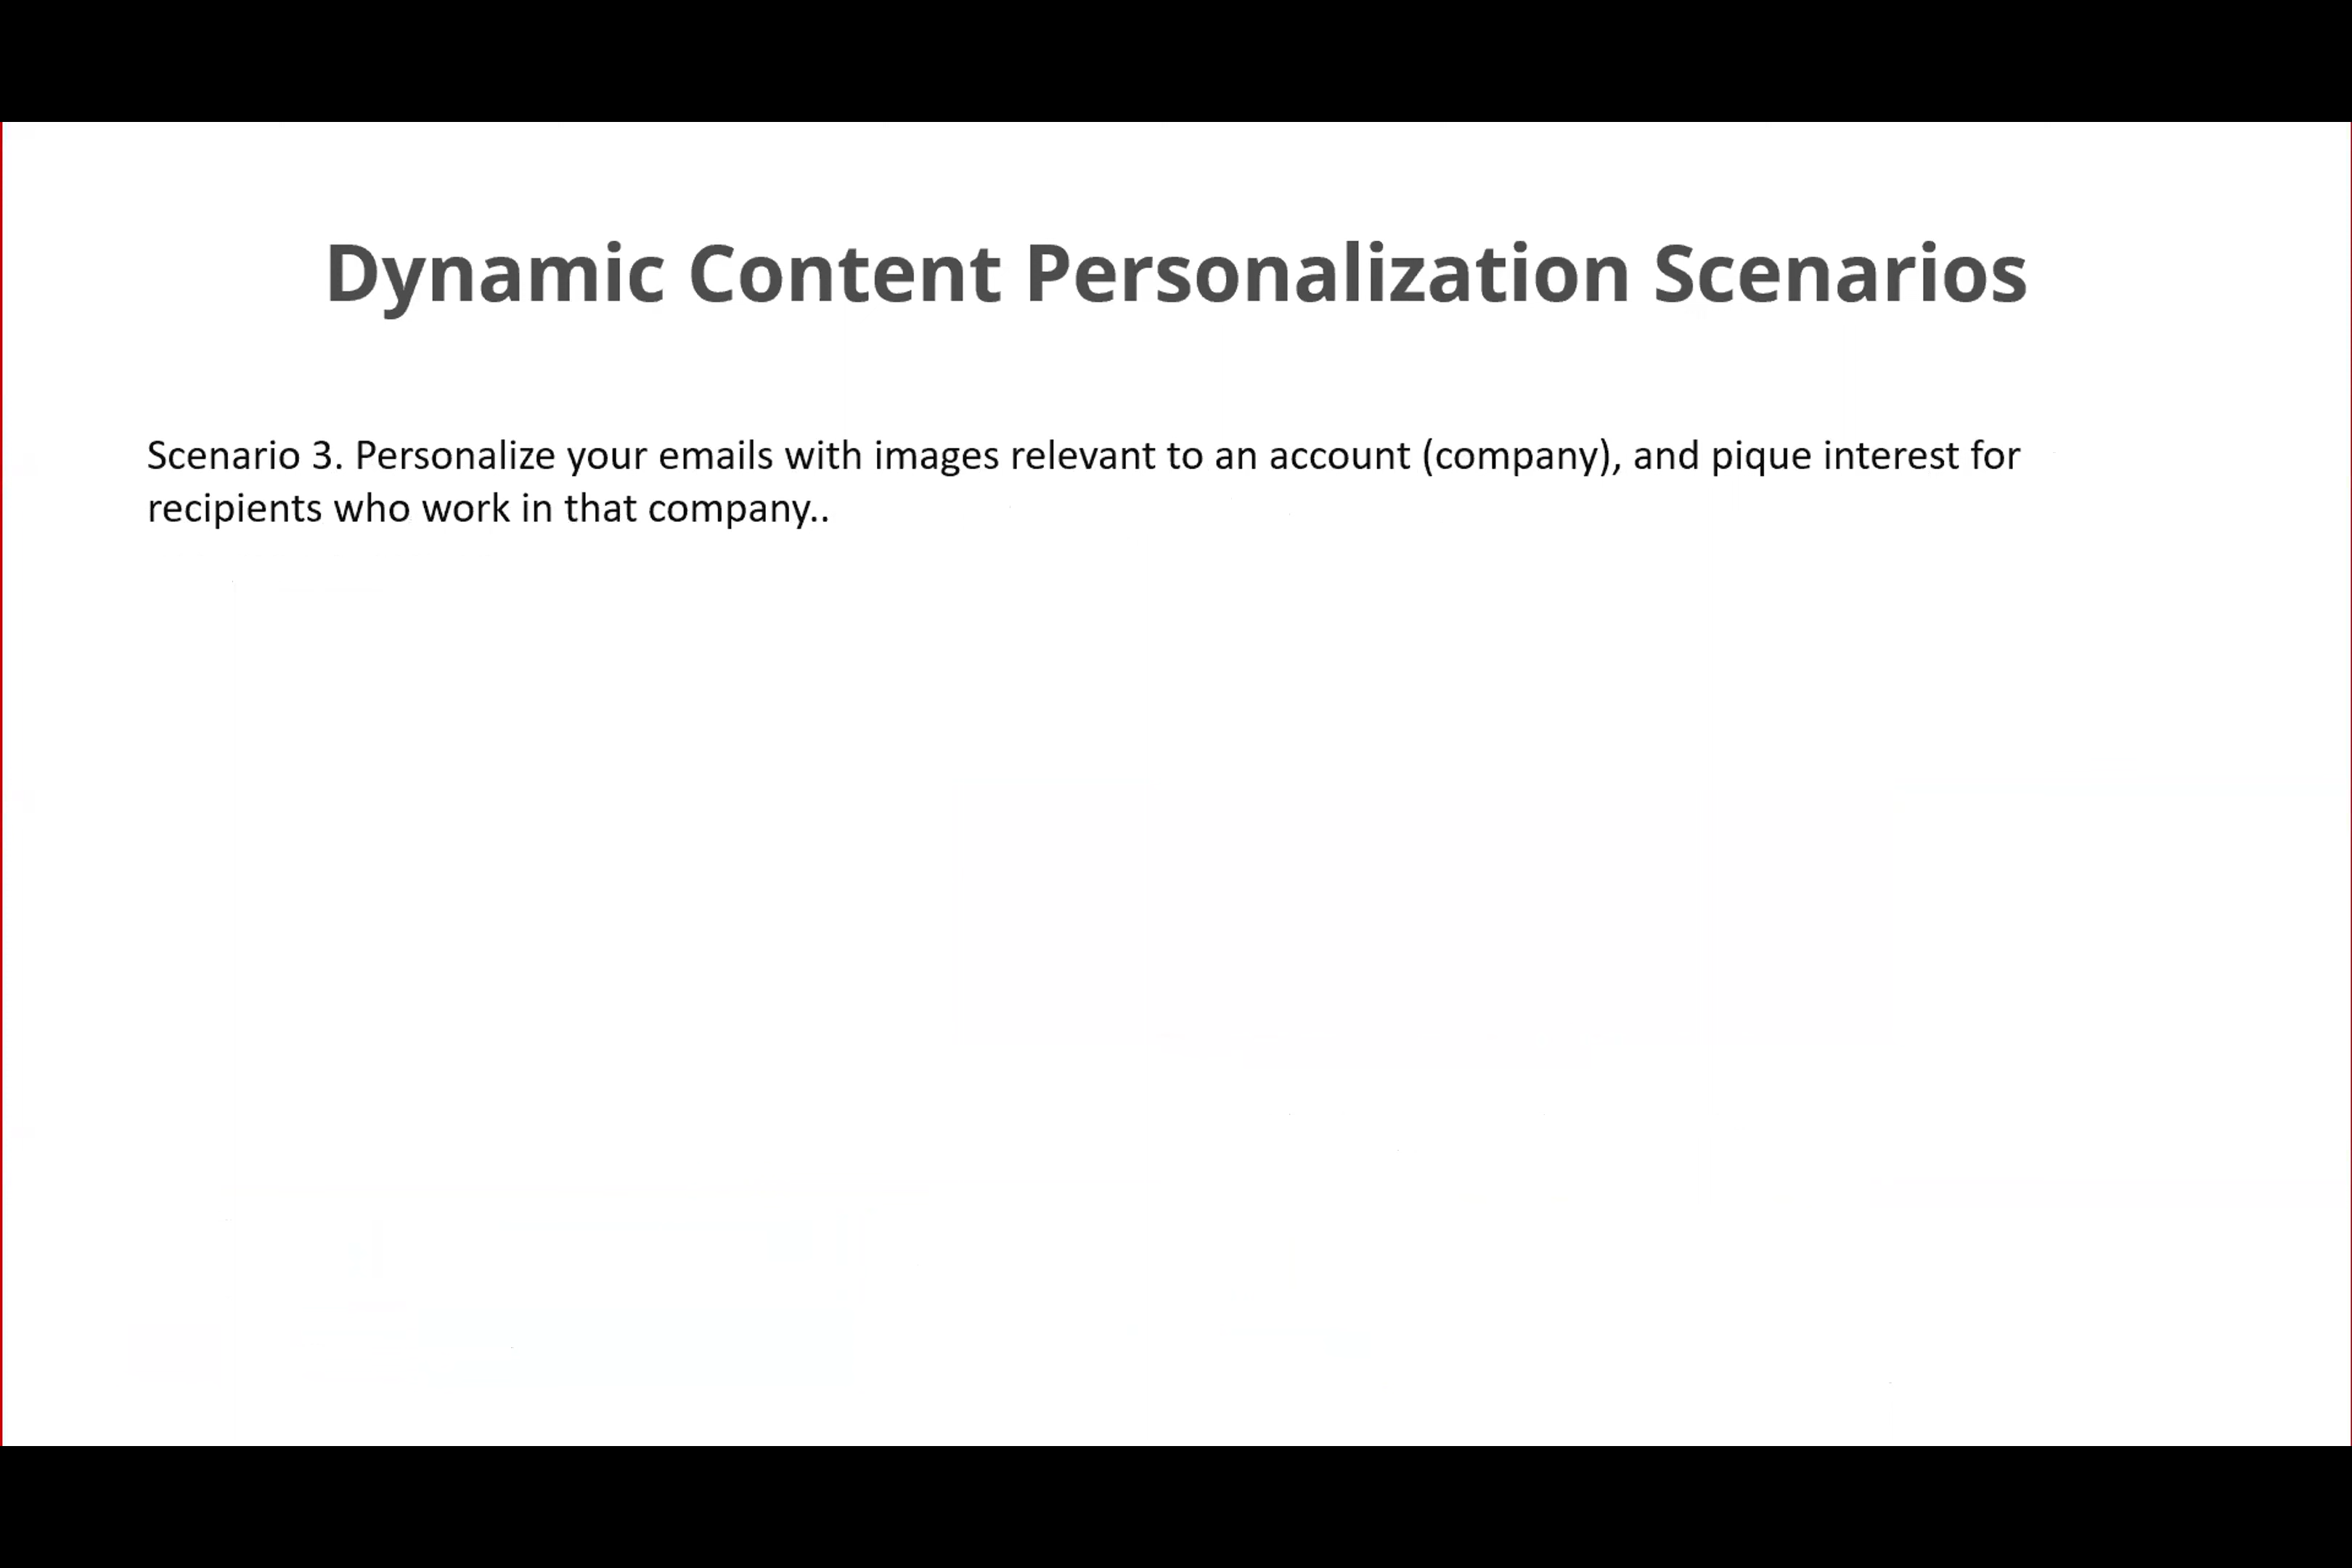 Dynamic Content Personalization Scenarios
Scenario 3. Personalize your emails with images relevant to an account (company), and pique interest for
recipients who work in that company..